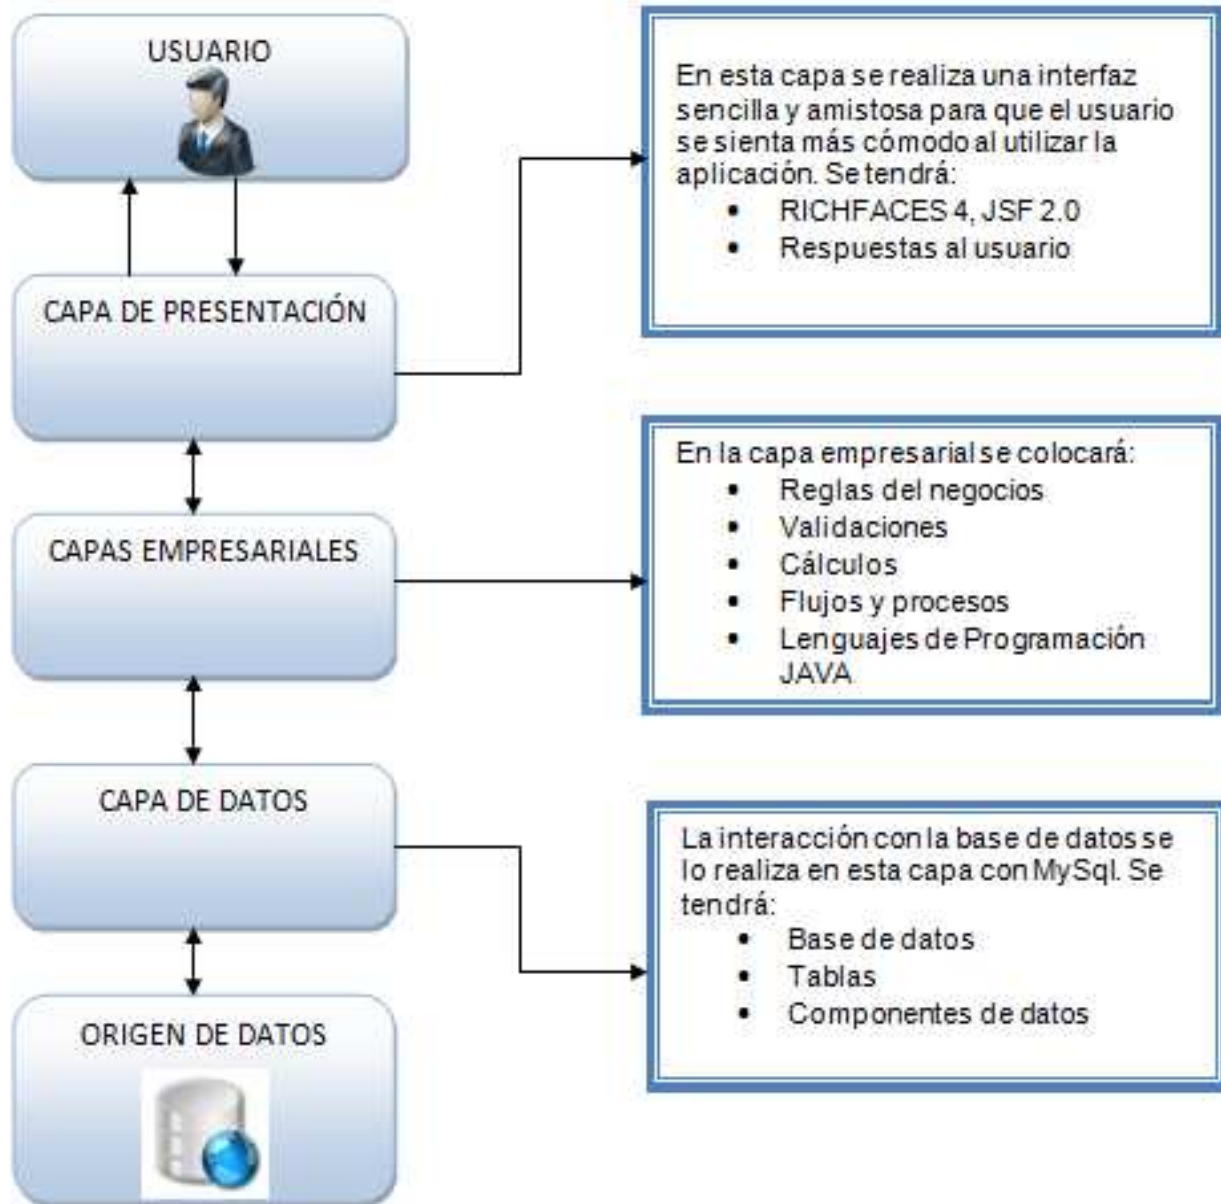 USUARIO
En esta capa se realiza una interfaz
sencilla y amistosa para que el usuario
se sienta más cómodo al utilizar la
aplicación. Se tendrá:
• RICHFACES 4, JSF 2.0
• Respuestas al usuario
CAPA DE PRESENTACIÓN
En la capa empresarial se colocará:
• Reglas del negocios
• Validaciones
• Cálculos
• Flujos y procesos
• Lenguajes de Programación
JAVA
CAPAS EMPRESARIALES
CAPA DE DATOS
La interacción con la base de datos se
lo realiza en esta capa con MySql. Se
tendrá:
• Base de datos
• Tablas
• Componentes de datos
ORIGEN DE DATOS